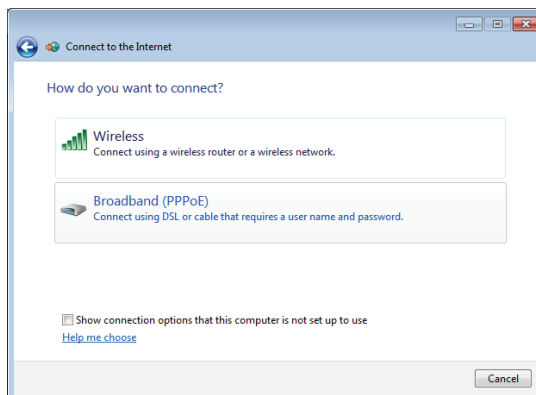 Connect to the Internet
How do you want to connect?
Wireless
Connect using a wireless router or a wireless network.
Broadband (PPPoE)
Connect using DSL or cable that requires a user name and password.
Show connection options that this computer is not set up to use
Help me choose
Cancel